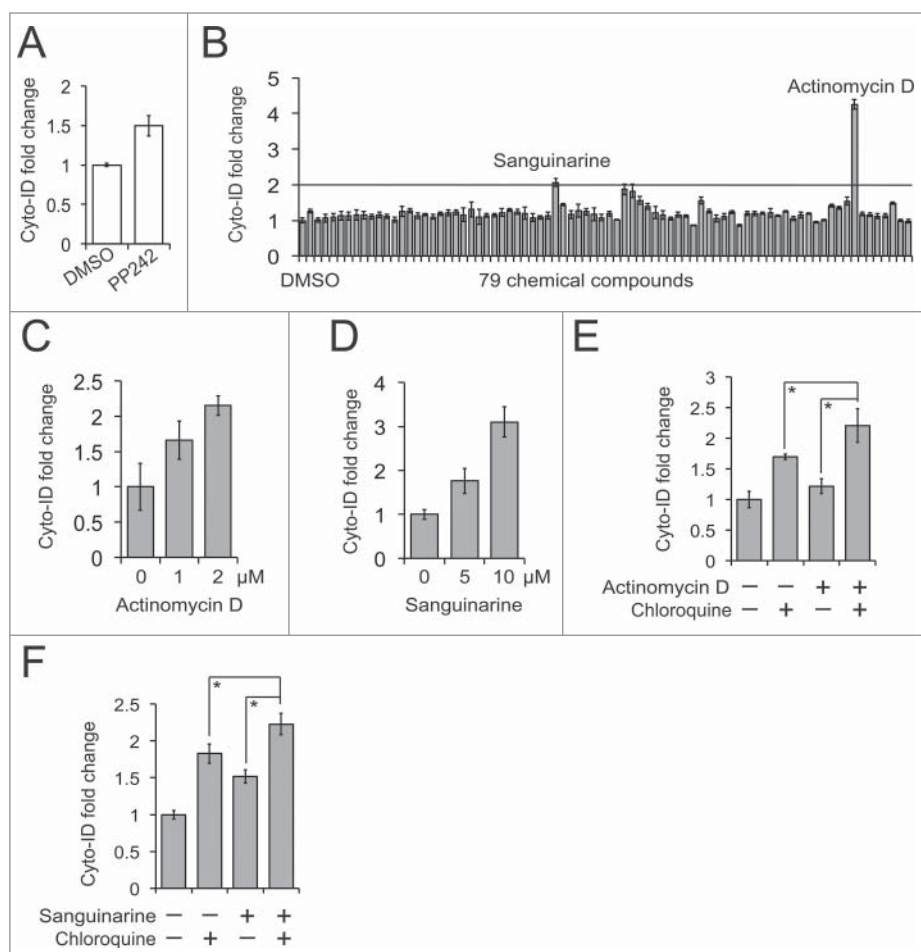 A
Cyto-ID fold change
2
1.5
1
0.5
0
DMSO
PP242
B
Cyto-ID fold change
5
4
3
2
1
0
Sanguinarine
Actinomycin D
DMSO
79 chemical compounds
C
Cyto-ID fold change
2.5
2
1.5
1
0.5
0
0 1 2 µM
Actinomycin D
D
Cyto-ID fold change
4
3
2
1
0
0 5 10 µM
Sanguinarine
E
Cyto-ID fold change
3
2.5
2
1.5
1
0.5
0
*
*
Actinomycin D − − + +
Chloroquine − + − +
F
Cyto-ID fold change
2.5
2
1.5
1
0.5
0
*
*
Sanguinarine − − + +
Chloroquine − + − +